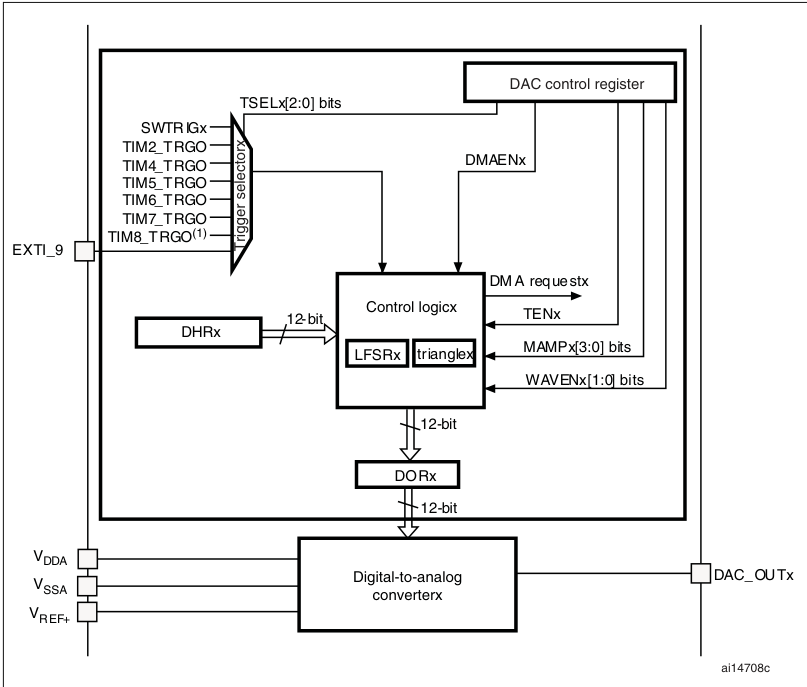 DAC control register
TSELx[2:0] bits
SWTRIGx
TIM2_TRGO
TIM4_TRGO
TIM5_TRGO
TIM6_TRGO
TIM7_TRGO
TIM8_TRGO(1)
Trigger selectorx
DMAENx
EXTI_9
DMA requestx
Control logicx
TENx
DHRx
12-bit
LFSRx
trianglex
MAMPx[3:0] bits
WAVENx[1:0] bits
12-bit
DORx
12-bit
VDDA
VSSA
VREF+
Digital-to-analog
converterx
DAC_OUTx
ai14708c